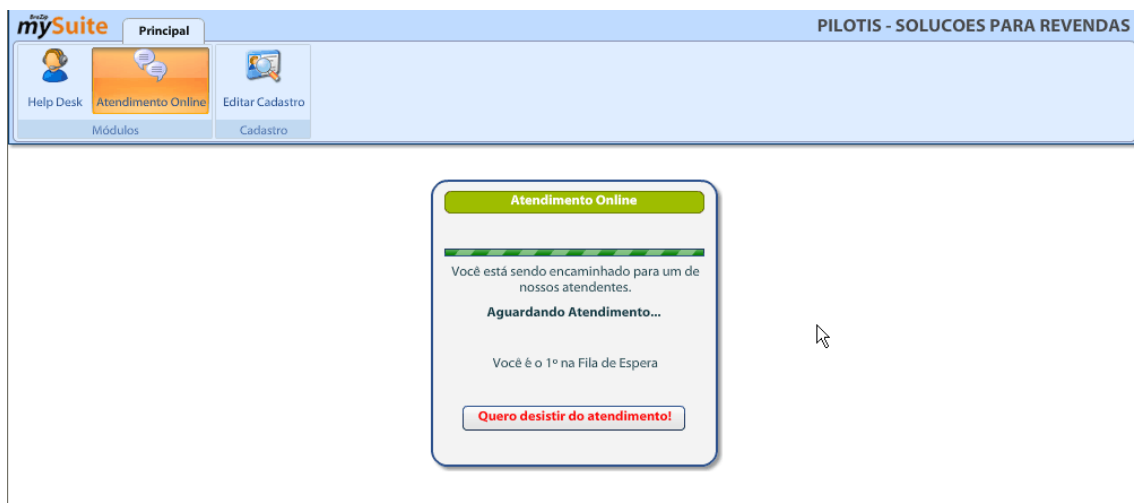 BraZip
mySuite
Principal
PILOTIS - SOLUCOES PARA REVENDAS
Help Desk
Atendimento Online
Editar Cadastro
Módulos
Cadastro
Atendimento Online
Você está sendo encaminhado para um de
nossos atendentes.
Aguardando Atendimento...
Você é o 1º na Fila de Espera
Quero desistir do atendimento!